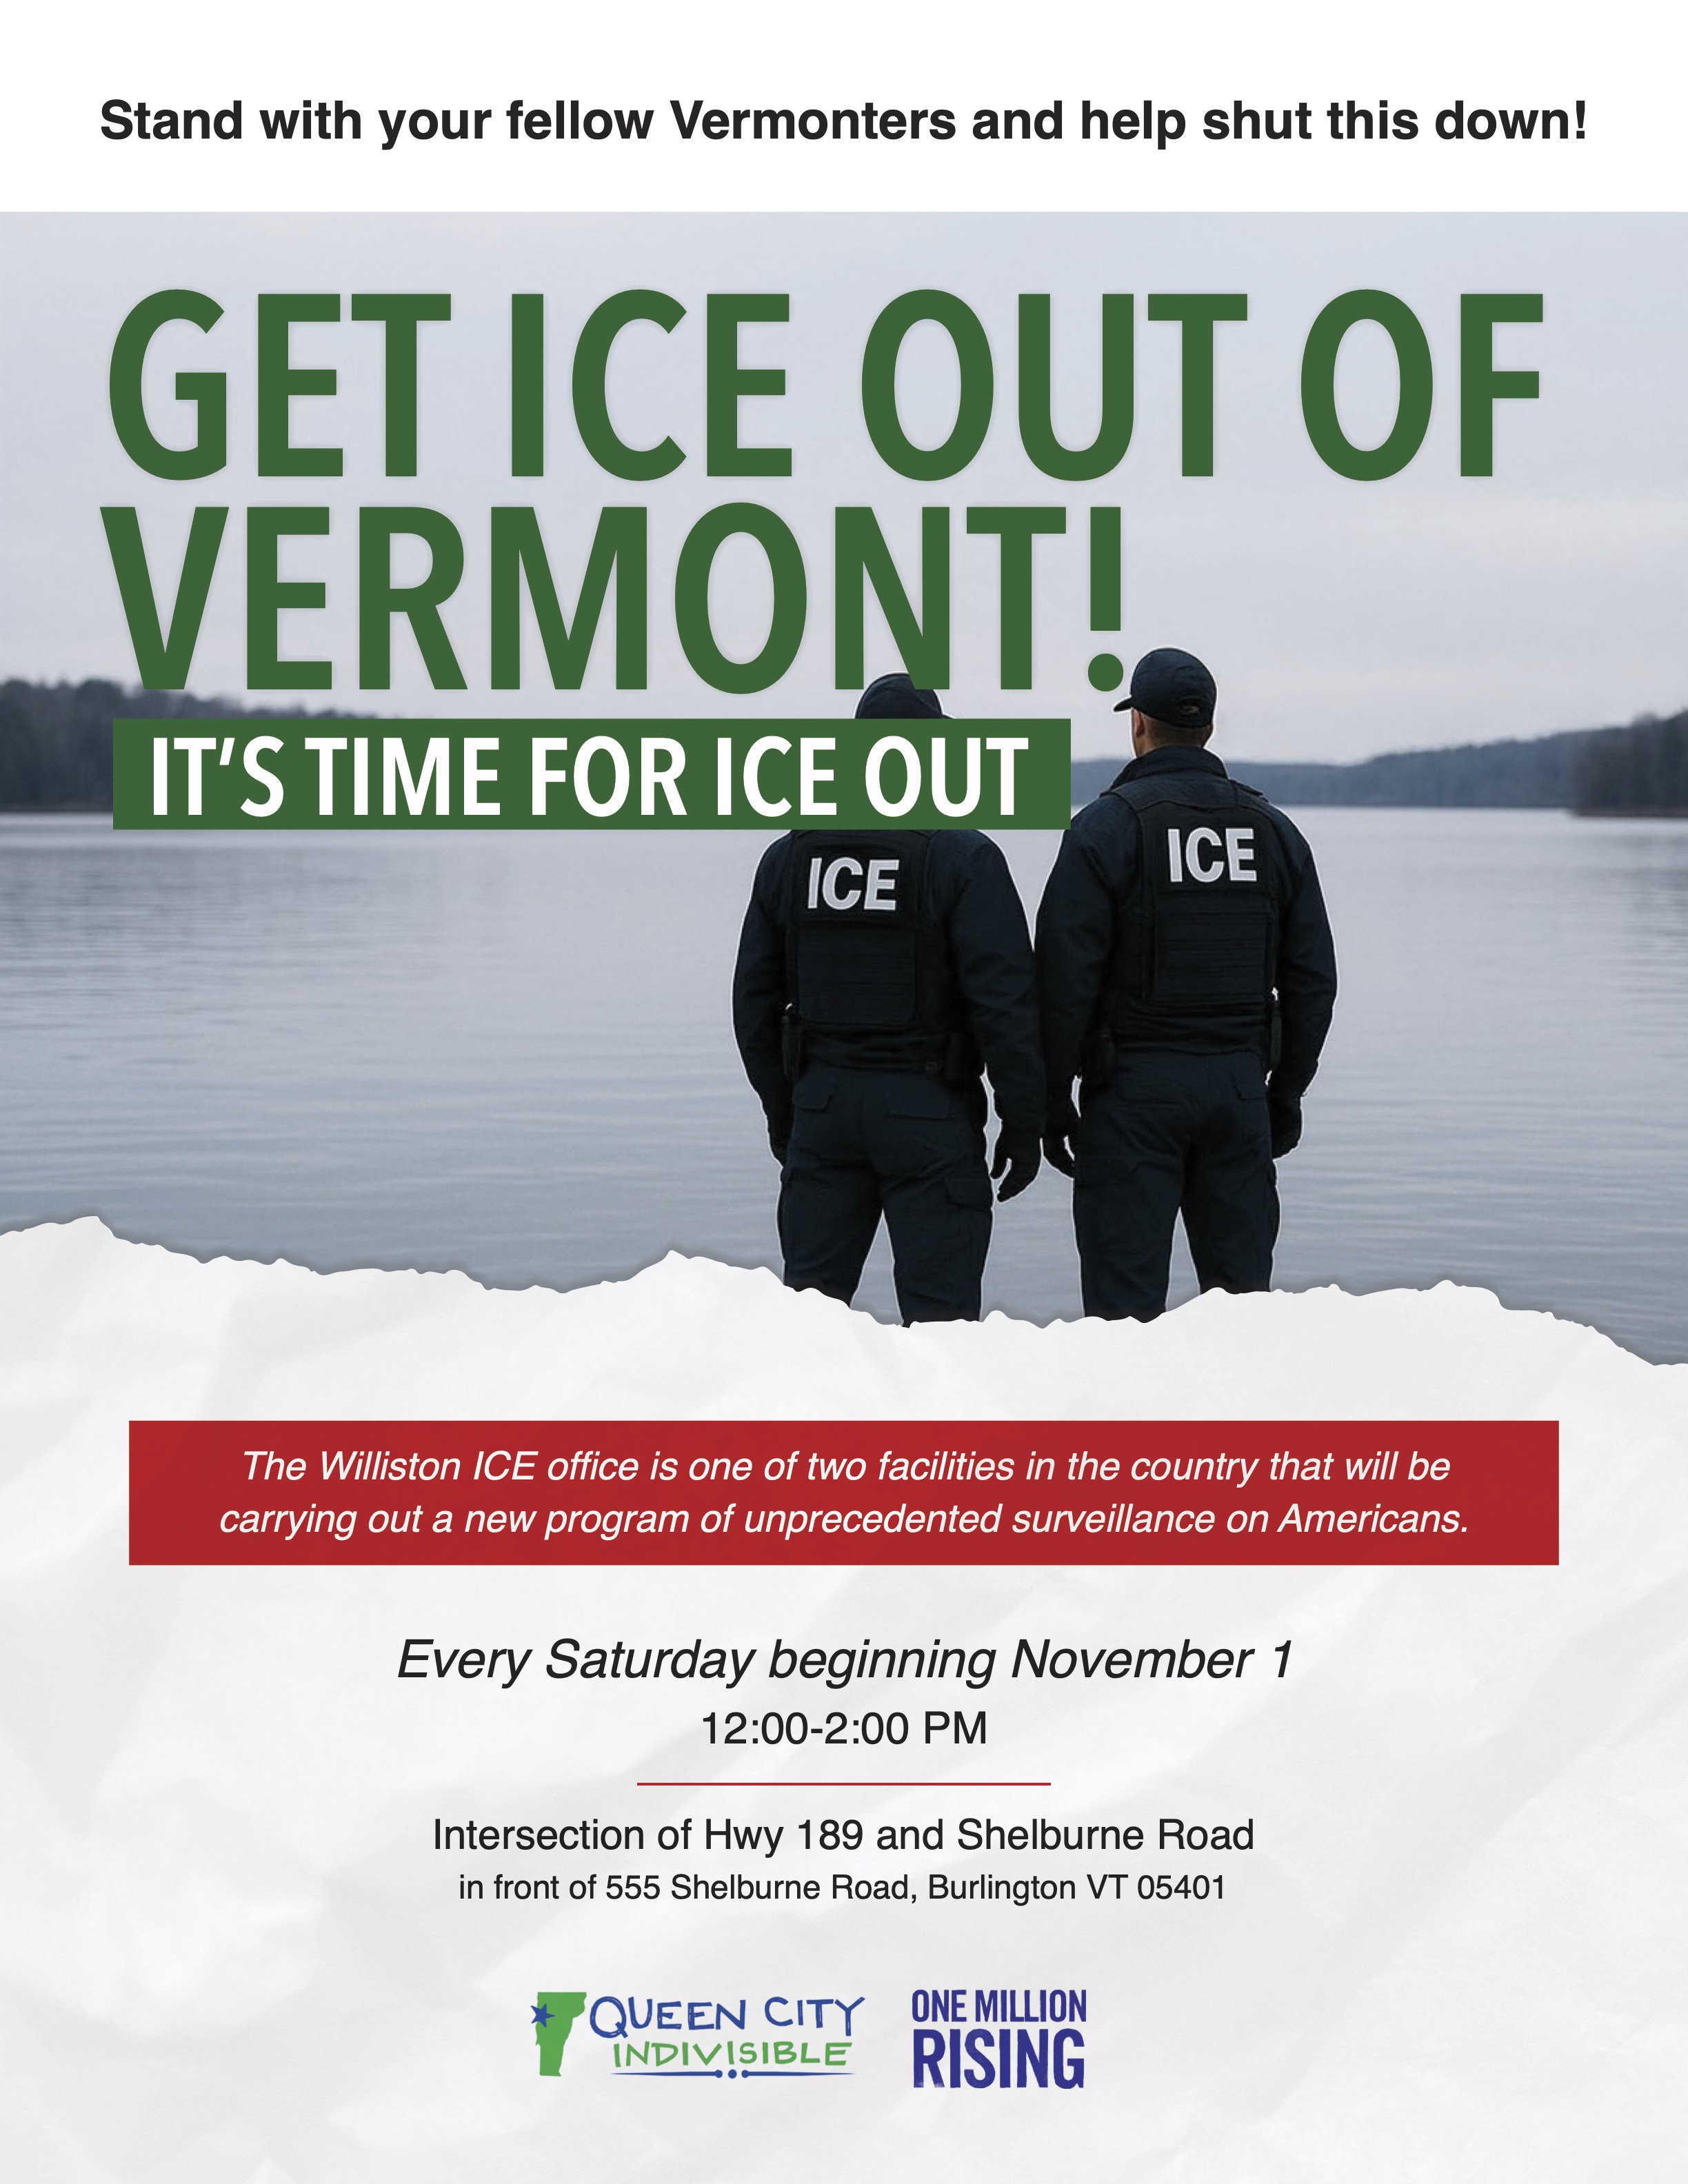 Stand with your fellow Vermonters and help shut this down!
GET ICE OUT OF
VERMONT!
IT’S TIME FOR ICE OUT
ICE
ICE
The Williston ICE office is one of two facilities in the country that will be
carrying out a new program of unprecedented surveillance on Americans.
Every Saturday beginning November 1
12:00-2:00 PM
Intersection of Hwy 189 and Shelburne Road
in front of 555 Shelburne Road, Burlington VT 05401
QUEEN CITY
INDIVISIBLE
ONE MILLION
RISING